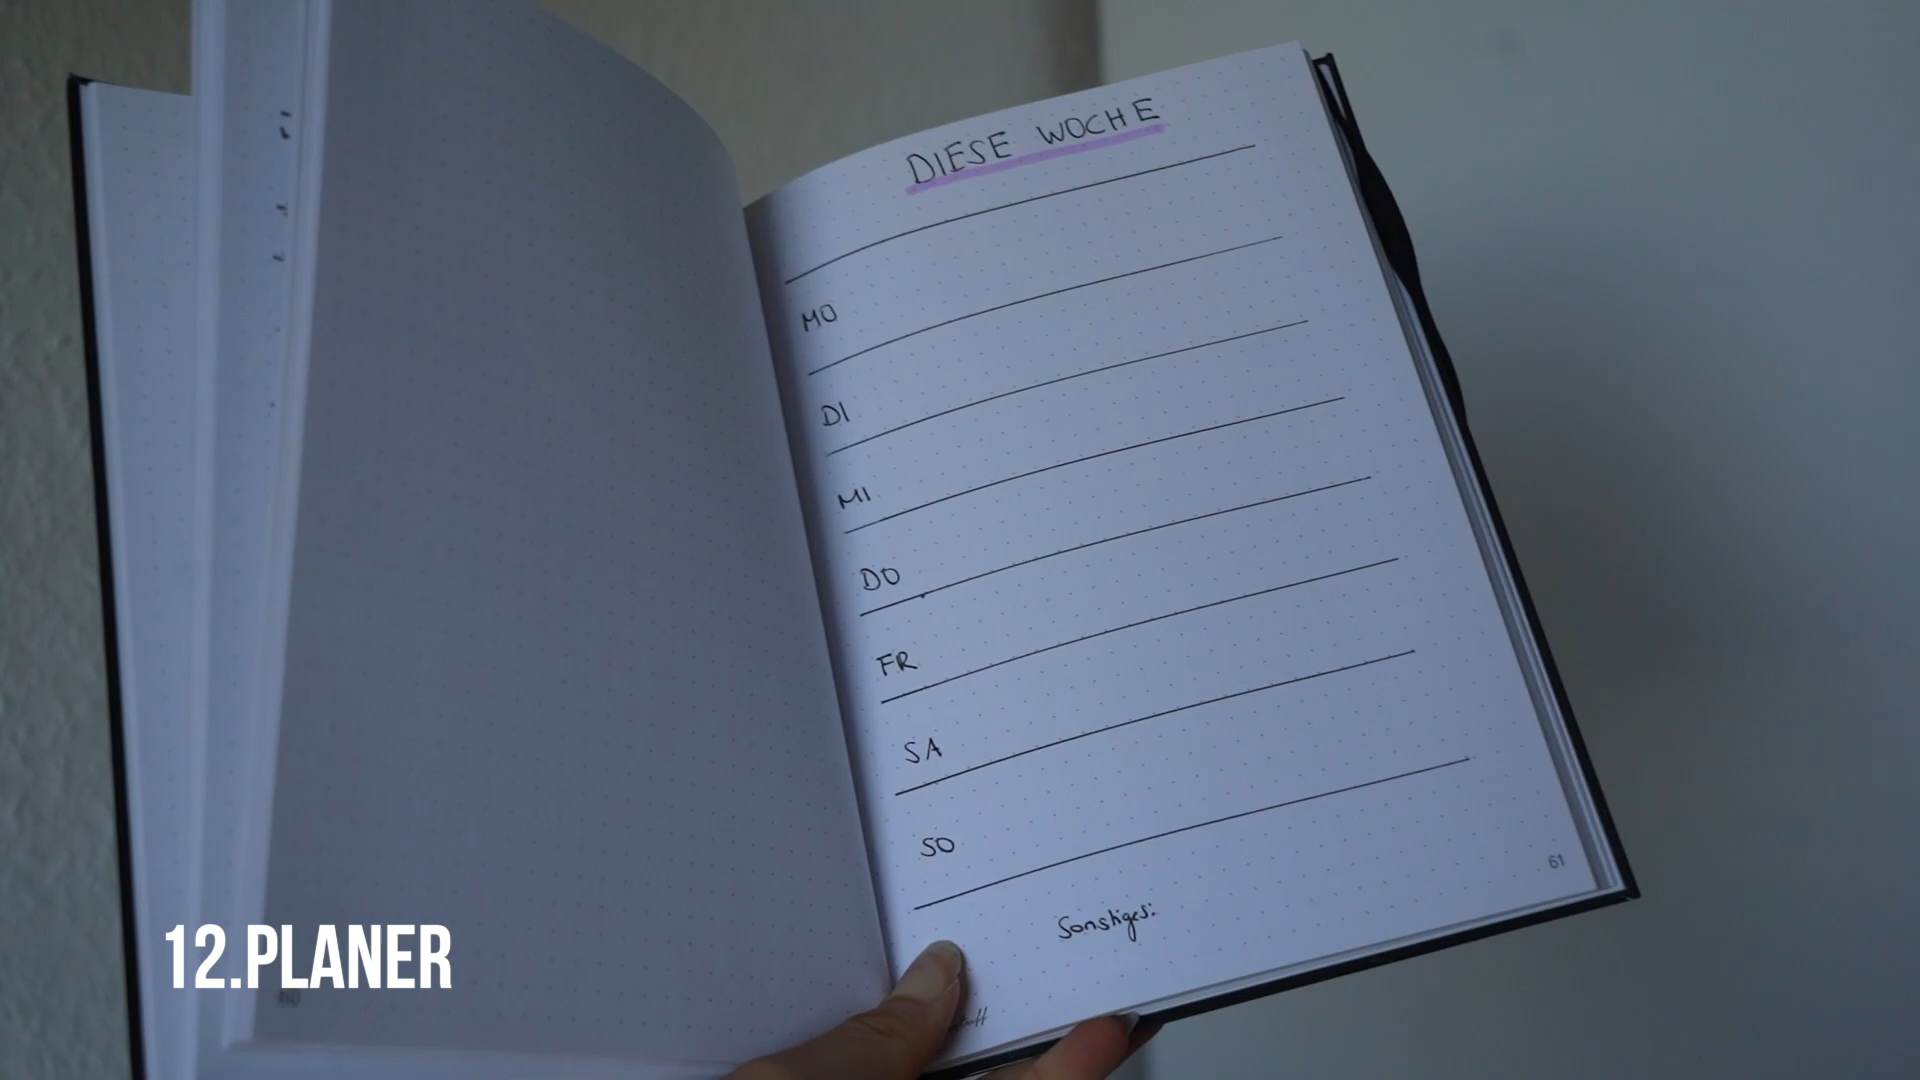 DIESE WOCHE
MO
DI
MI
DO
FR
SA
SO
Sonstiges:
61
12.PLANER